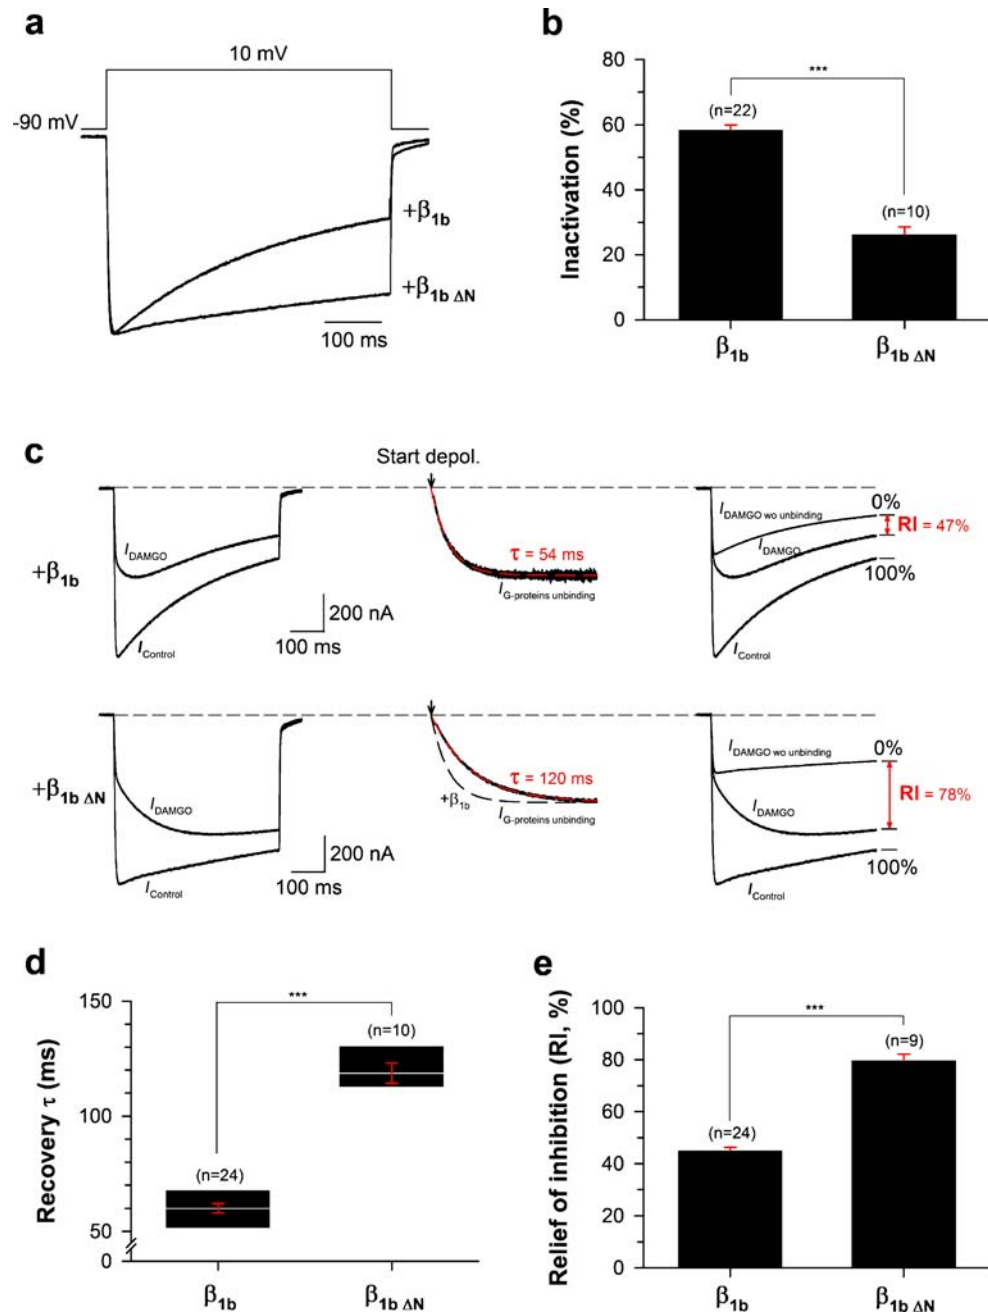 a
10 mV
-90 mV
+β1b
+β1b ΔN
100 ms
b
Inactivation (%)
80
60
40
20
0
***
(n=22)
(n=10)
β1b
β1b ΔN
c
Start depol.
+β1b
IDAMGO
IControl
200 nA
100 ms
τ = 54 ms
IG-proteins unbinding
IDAMGO wo unbinding
0%
RI = 47%
IDAMGO
100%
IControl
+β1b ΔN
IDAMGO
IControl
200 nA
100 ms
τ = 120 ms
+β1b
IG-proteins unbinding
IDAMGO wo unbinding
0%
RI = 78%
IDAMGO
100%
IControl
d
Recovery τ (ms)
150
100
50
0
***
(n=24)
(n=10)
β1b
β1b ΔN
e
Relief of inhibition (RI, %)
100
80
60
40
20
0
***
(n=24)
(n=9)
β1b
β1b ΔN